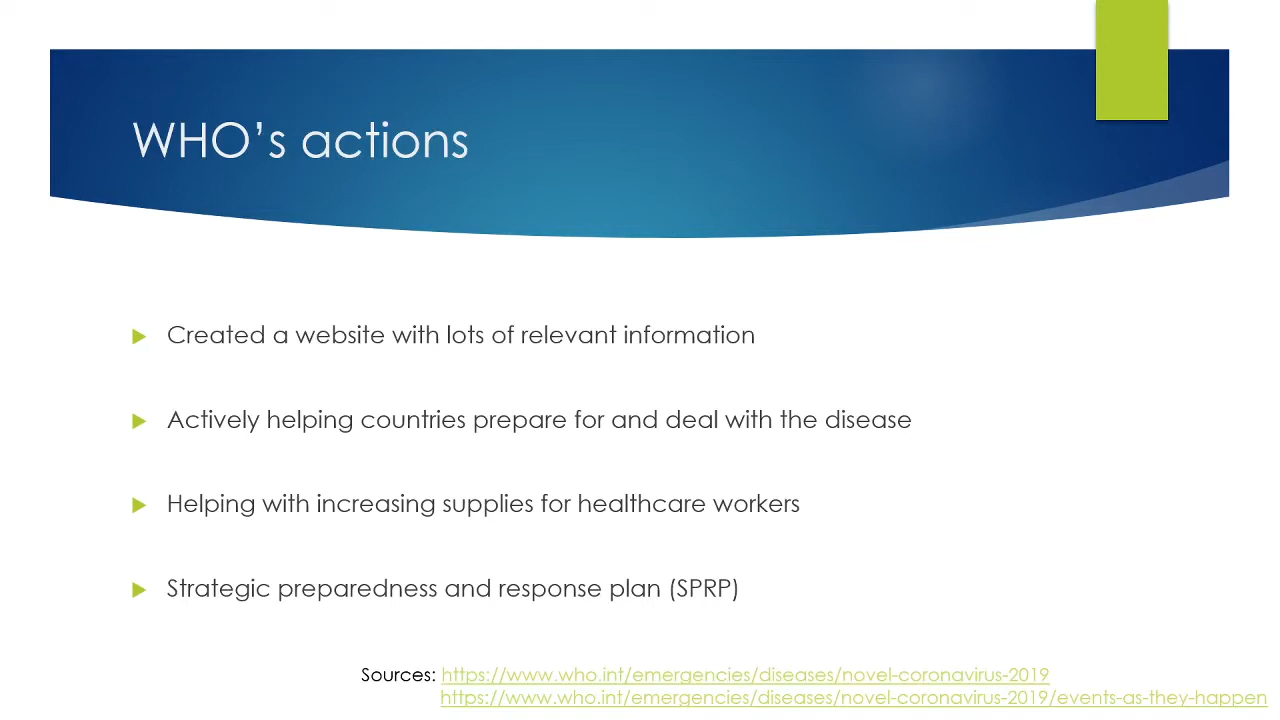 WHO's actions
Created a website with lots of relevant information
Actively helping countries prepare for and deal with the disease
Helping with increasing supplies for healthcare workers
Strategic preparedness and response plan (SPRP)
Sources: https://www.who.int/emergencies/diseases/novel-coronavirus-2019
https://www.who.int/emergencies/diseases/novel-coronavirus-2019/events-as-they-happen